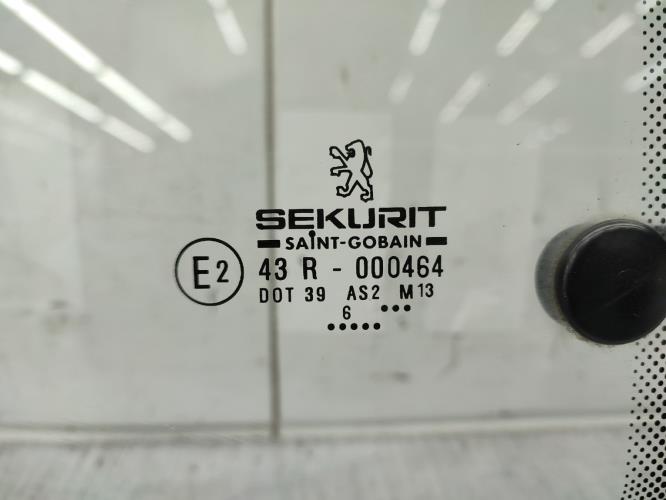 SEKURIT
SAINT-GOBAIN
E2 43 R - 000464
DOT 39 AS2 M13
6